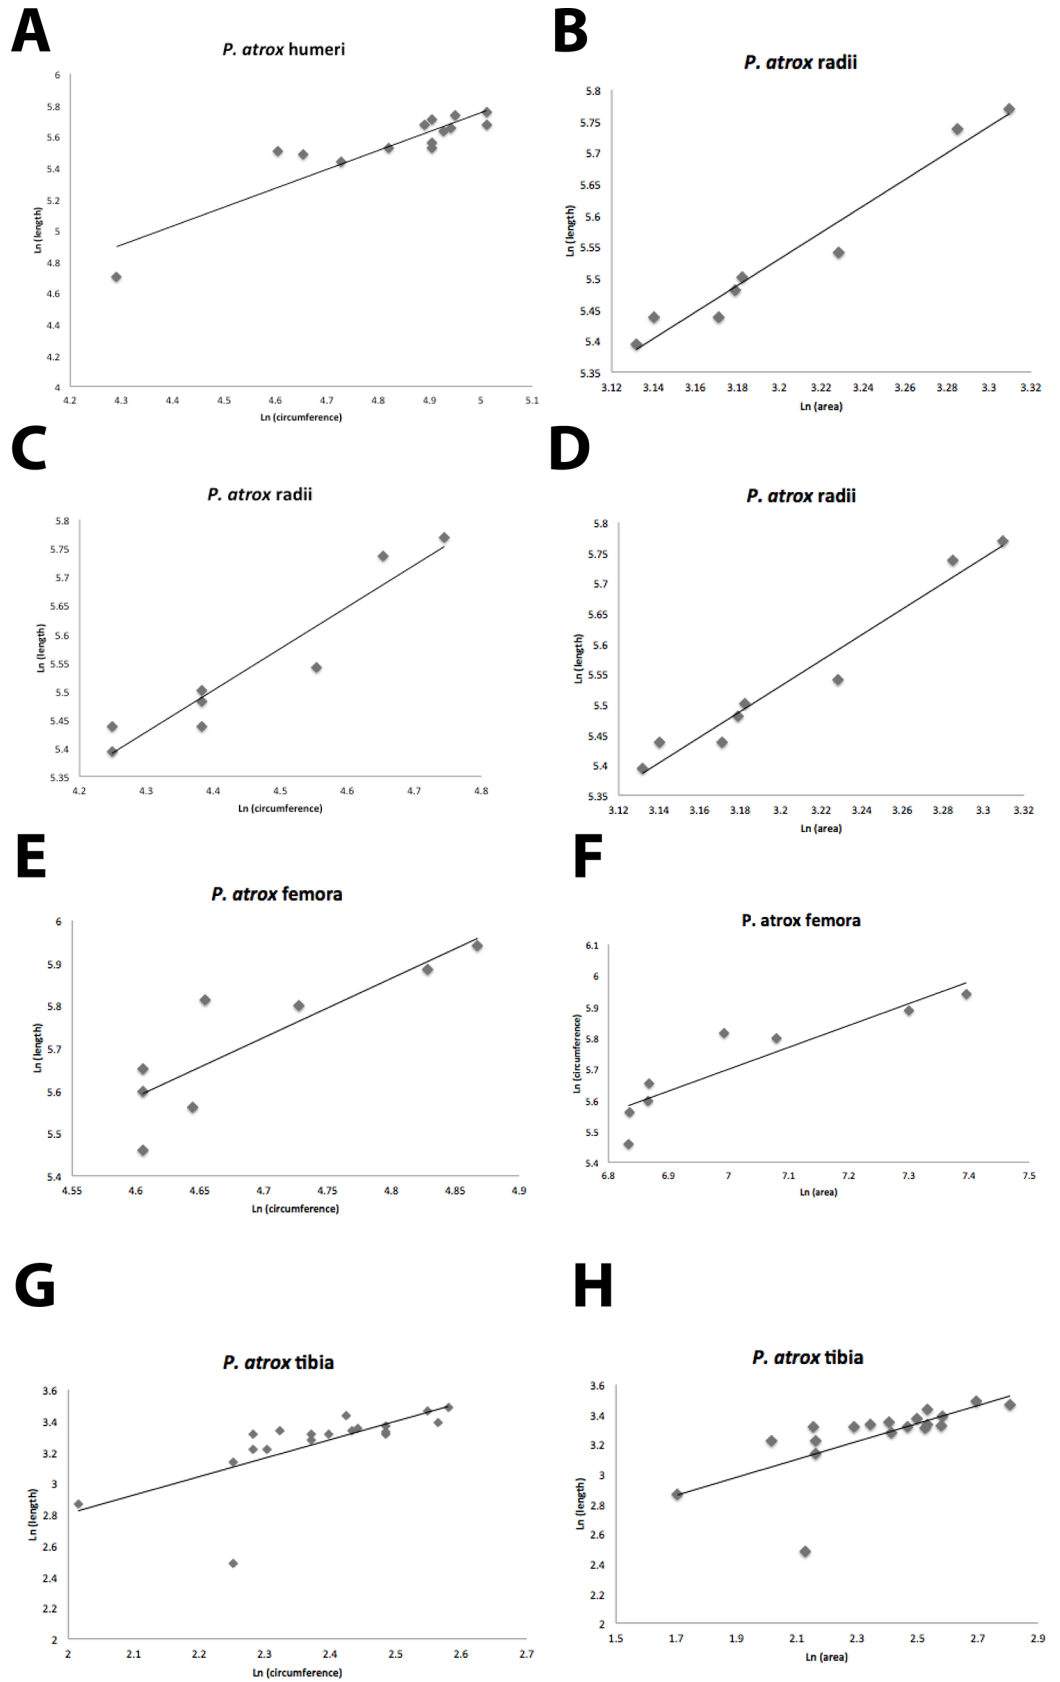 A
P. atrox humeri
6
5.8
5.6
5.4
5.2
5
4.8
4.6
4.4
4.2
4
Ln (length)
4.2 4.3 4.4 4.5 4.6 4.7 4.8 4.9 5 5.1
Ln (circumference)
B
P. atrox radii
5.8
5.75
5.7
5.65
5.6
5.55
5.5
5.45
5.4
5.35
Ln (length)
3.12 3.14 3.16 3.18 3.2 3.22 3.24 3.26 3.28 3.3 3.32
Ln (area)
C
P. atrox radii
5.8
5.75
5.7
5.65
5.6
5.55
5.5
5.45
5.4
5.35
Ln (length)
4.2 4.3 4.4 4.5 4.6 4.7 4.8
Ln (circumference)
D
P. atrox radii
5.8
5.75
5.7
5.65
5.6
5.55
5.5
5.45
5.4
5.35
Ln (length)
3.12 3.14 3.16 3.18 3.2 3.22 3.24 3.26 3.28 3.3 3.32
Ln (area)
E
P. atrox femora
6
5.9
5.8
5.7
5.6
5.5
5.4
Ln (length)
4.55 4.6 4.65 4.7 4.75 4.8 4.85 4.9
Ln (circumference)
F
P. atrox femora
6.1
6
5.9
5.8
5.7
5.6
5.5
5.4
Ln (circumference)
6.8 6.9 7 7.1 7.2 7.3 7.4 7.5
Ln (area)
G
P. atrox tibia
3.6
3.4
3.2
3
2.8
2.6
2.4
2.2
2
Ln (length)
2 2.1 2.2 2.3 2.4 2.5 2.6 2.7
Ln (circumference)
H
P. atrox tibia
3.6
3.4
3.2
3
2.8
2.6
2.4
2.2
2
Ln (length)
1.5 1.7 1.9 2.1 2.3 2.5 2.7 2.9
Ln (area)